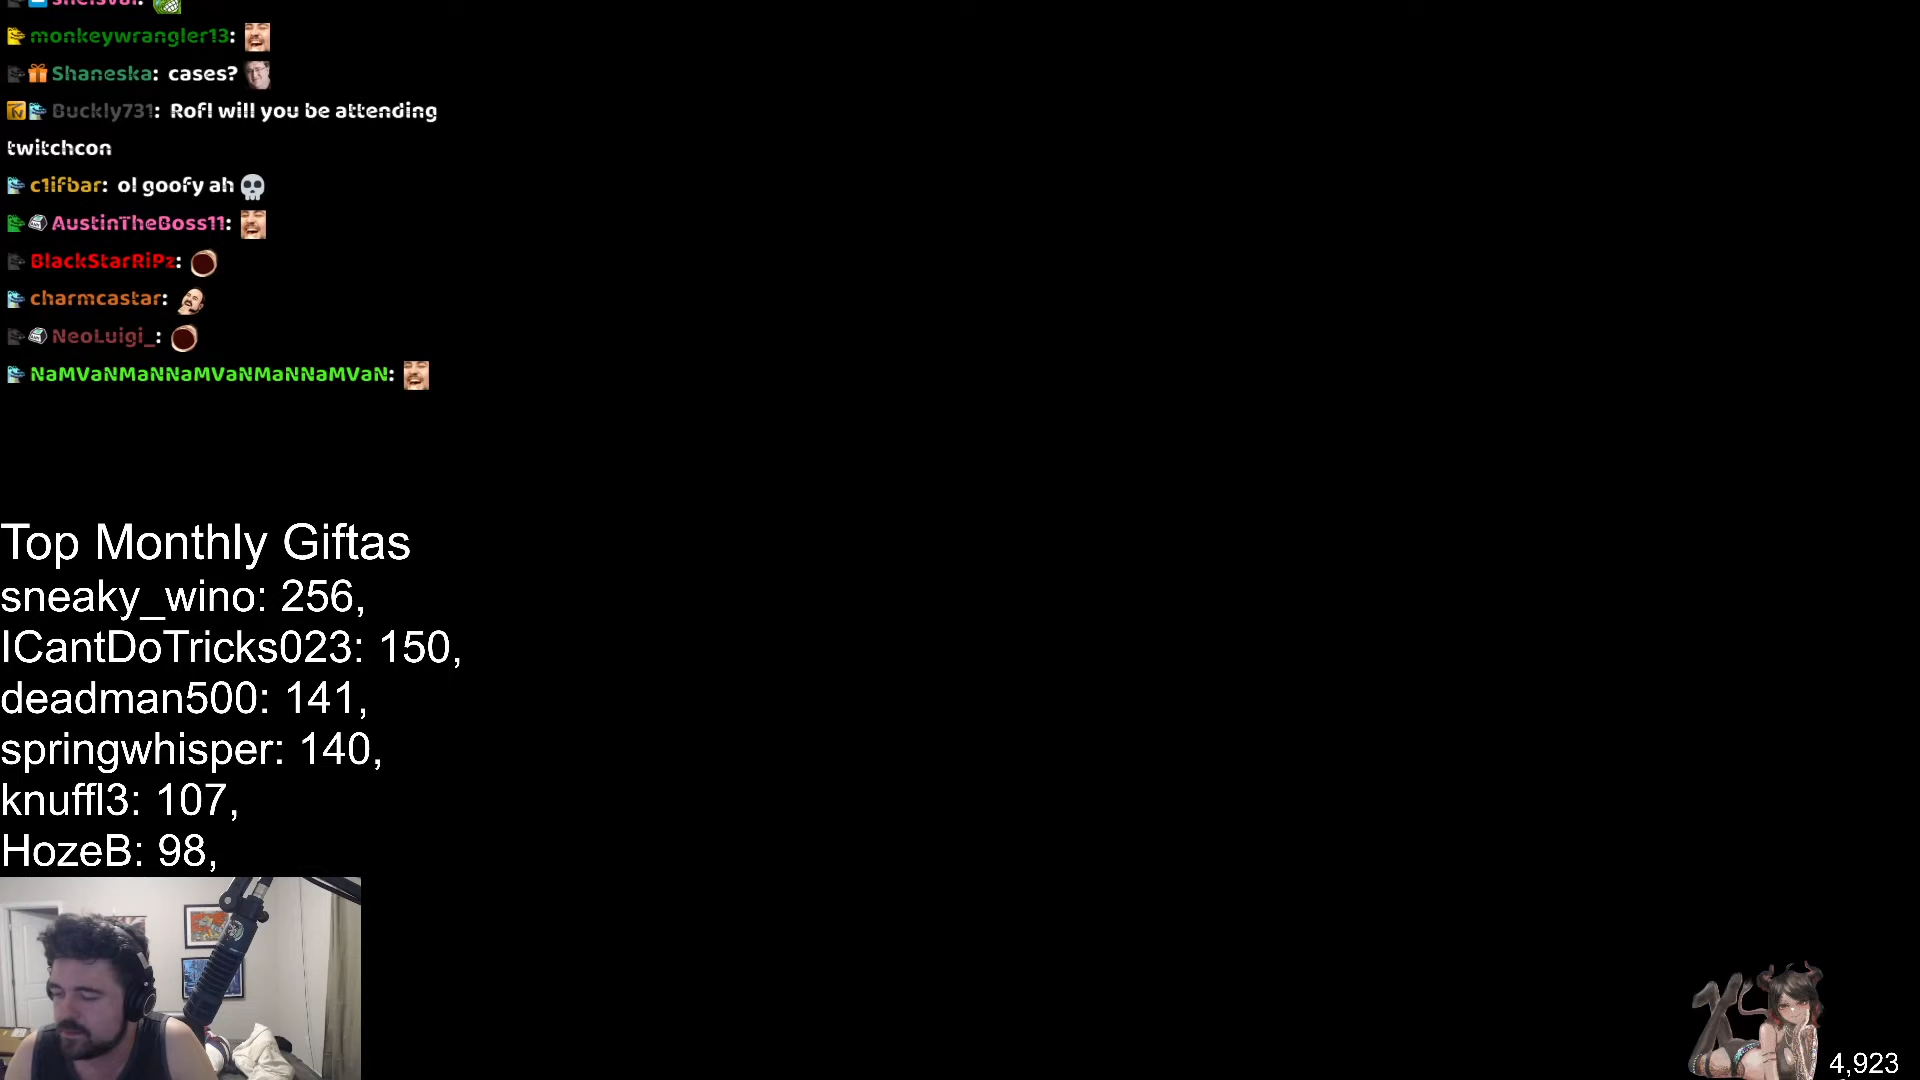 monkeywrangler13:
Shaneska: cases?
Buckly731: Rofl will you be attending
twitchcon
c1ifbar: ol goofy ah
AustinTheBoss11:
BlackStarRiPz:
charmcastar:
NeoLuigi_:
NaMVaNMaNNaMVaNMaNNaMVaN:
Top Monthly Giftas
sneaky_wino: 256,
ICantDoTricks023: 150,
deadman500: 141,
springwhisper: 140,
knuffl3: 107,
HozeB: 98,
4,923